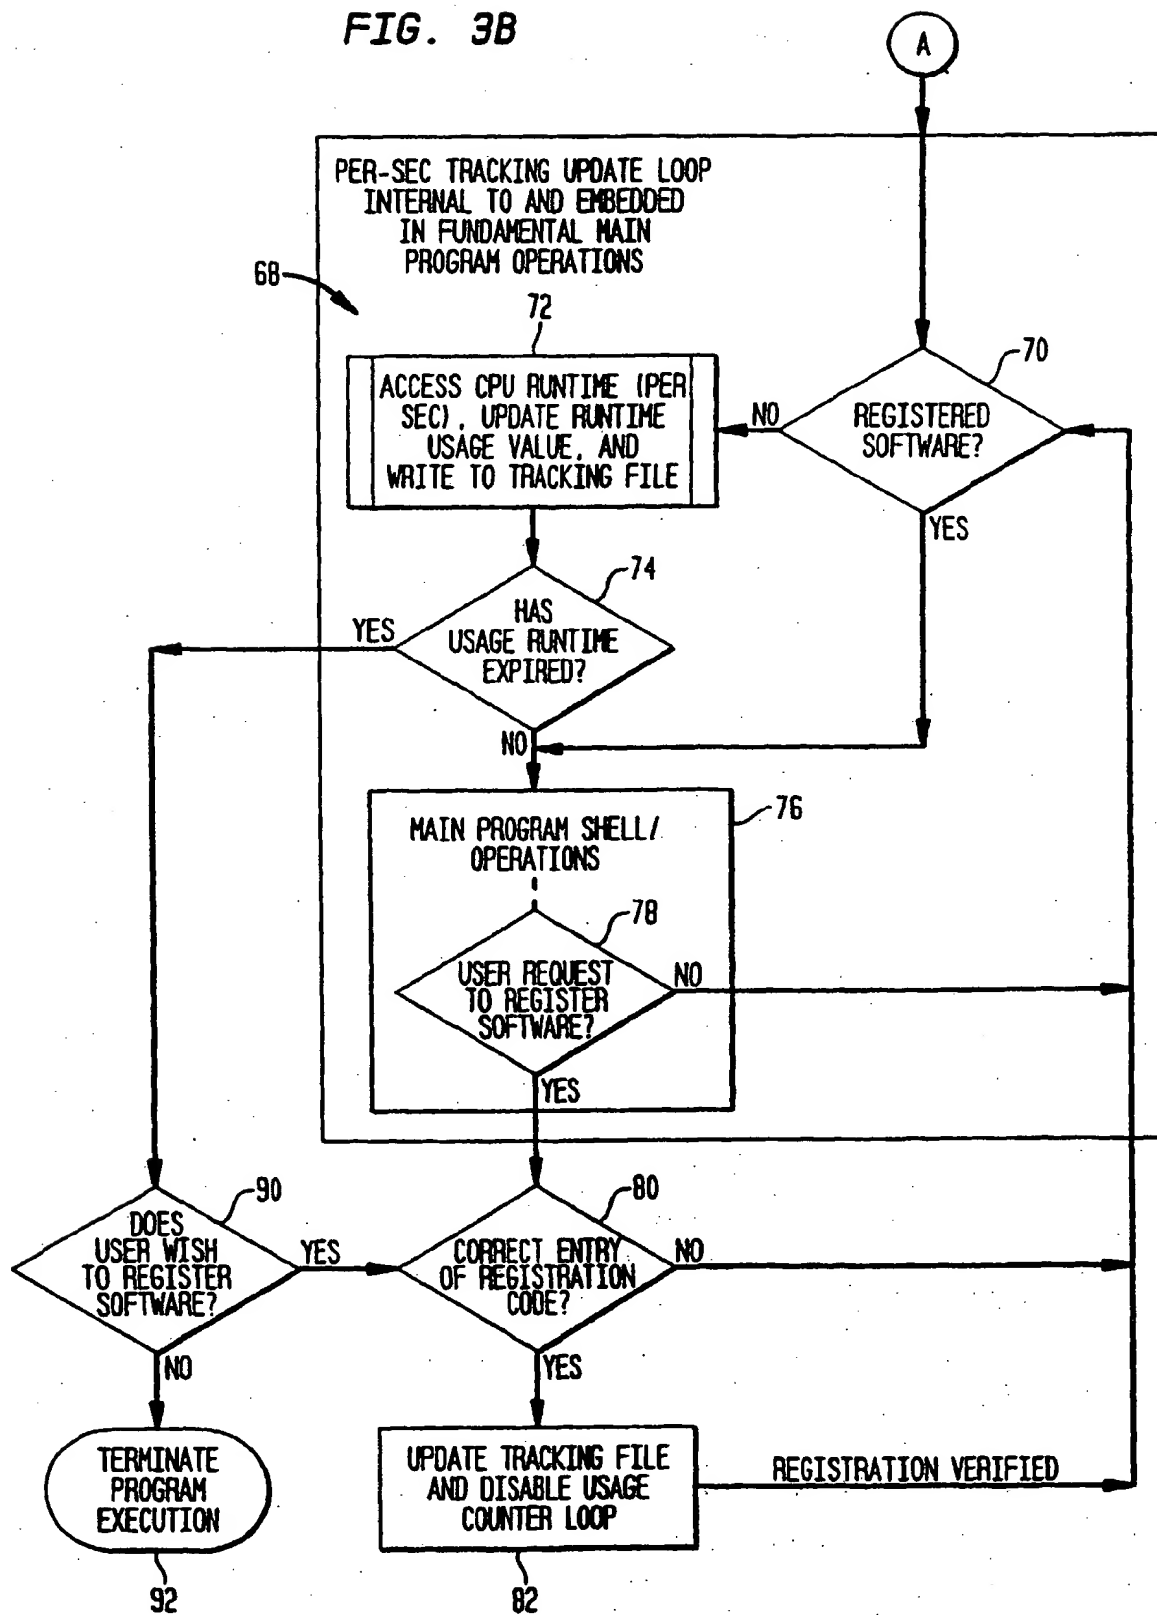 FIG. 3B
A
PER-SEC TRACKING UPDATE LOOP
INTERNAL TO AND EMBEDDED
IN FUNDAMENTAL MAIN
PROGRAM OPERATIONS
68
72
ACCESS CPU RUNTIME (PER
SEC), UPDATE RUNTIME
USAGE VALUE, AND
WRITE TO TRACKING FILE
NO
70
REGISTERED
SOFTWARE?
YES
74
HAS
USAGE RUNTIME
EXPIRED?
YES
NO
76
MAIN PROGRAM SHELL/
OPERATIONS
78
USER REQUEST
TO REGISTER
SOFTWARE?
NO
YES
90
DOES
USER WISH
TO REGISTER
SOFTWARE?
YES
NO
80
CORRECT ENTRY
OF REGISTRATION
CODE?
NO
YES
TERMINATE
PROGRAM
EXECUTION
92
UPDATE TRACKING FILE
AND DISABLE USAGE
COUNTER LOOP
82
REGISTRATION VERIFIED